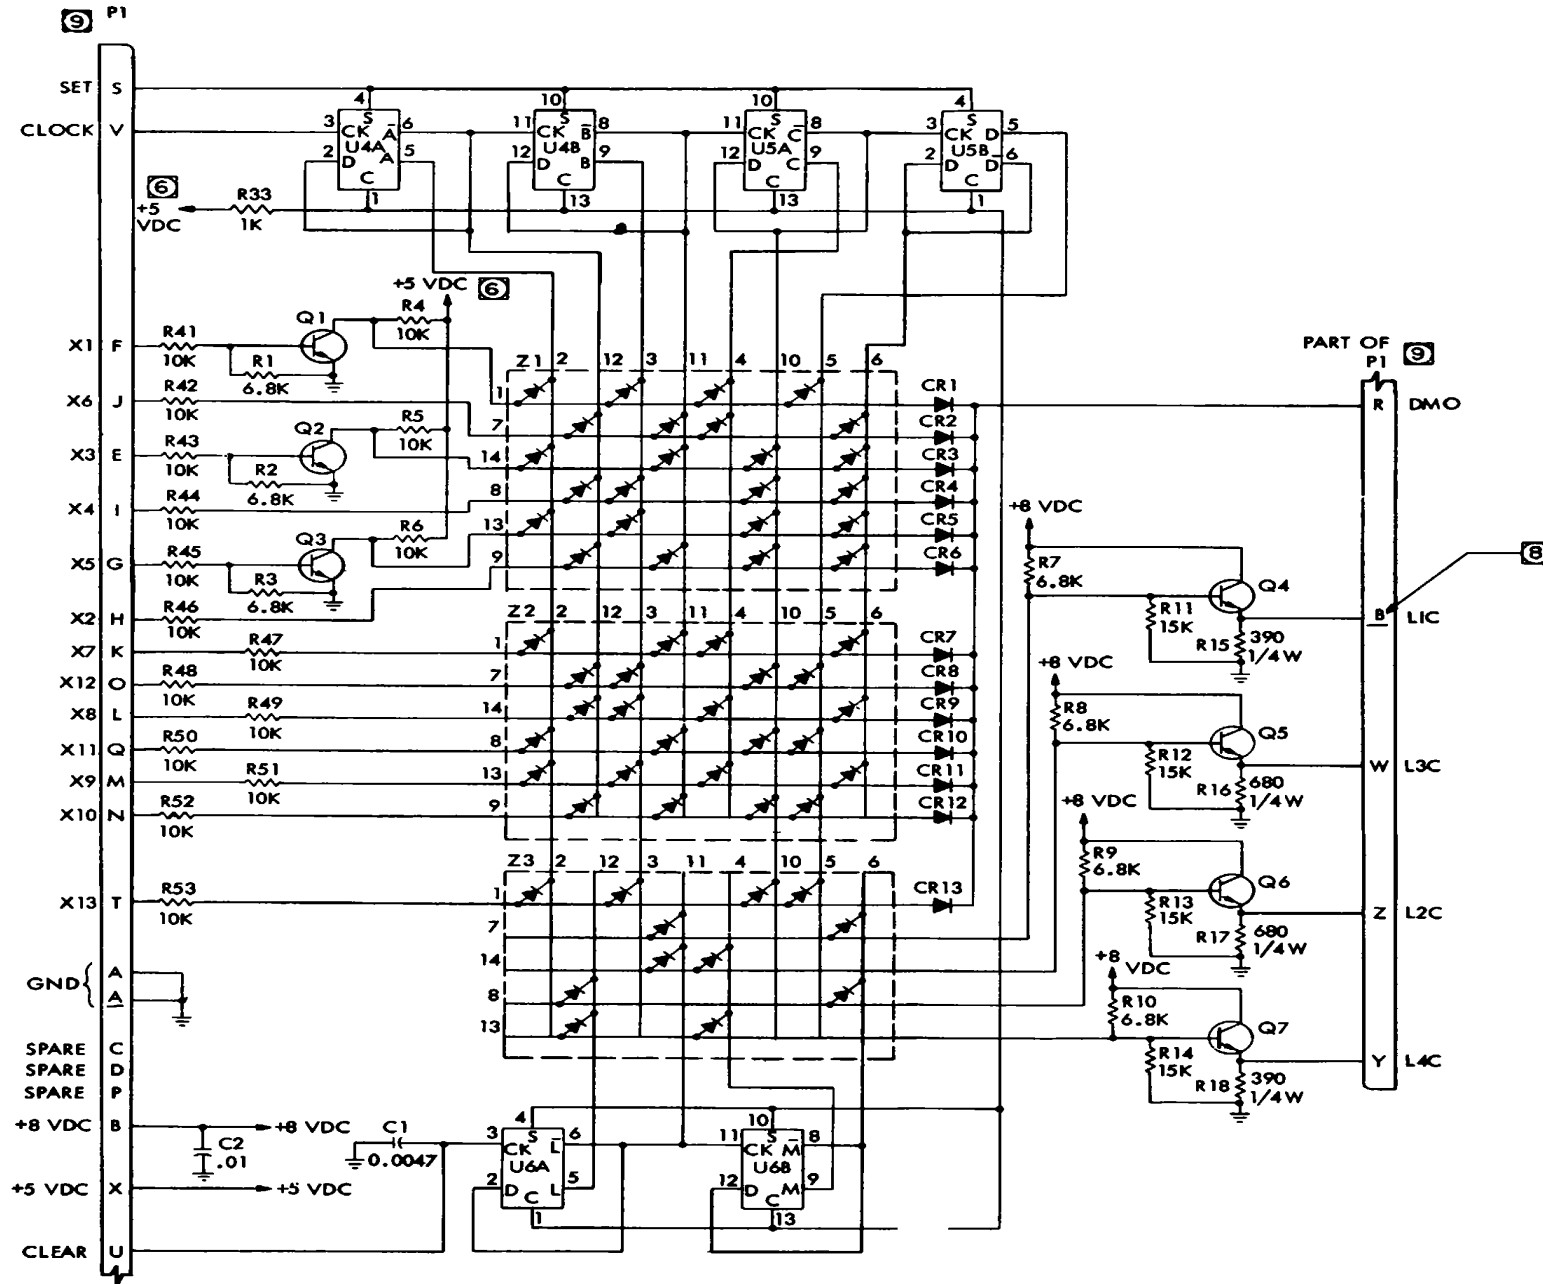 9 P1
SET S
CLOCK V
4 S
3 CK A̅ 6
U4A
2 D A 5
C
1
10 S
11 CK B̅ 8
U4B
12 D B 9
C
13
10 S
11 CK C̅ 8
U5A
12 D C 9
C
13
4 S
3 CK D 5
U5B
2 D D̅ 6
C
1
6
+5 VDC
R33
1K
+5 VDC 6
X1 F
R41
10K
R1
6.8K
Q1
R4
10K
X6 J
R42
10K
X3 E
R43
10K
R2
6.8K
Q2
R5
10K
X4 I
R44
10K
X5 G
R45
10K
R3
6.8K
Q3
R6
10K
X2 H
R46
10K
X7 K
R47
10K
X12 O
R48
10K
X8 L
R49
10K
X11 Q
R50
10K
X9 M
R51
10K
X10 N
R52
10K
X13 T
R53
10K
Z1 2 12 3 11 4 10 5 6
1
7
14
8
13
9
CR1
CR2
CR3
CR4
CR5
CR6
Z2 2 12 3 11 4 10 5 6
1
7
14
8
13
9
CR7
CR8
CR9
CR10
CR11
CR12
Z3 2 12 3 11 4 10 5 6
1
7
14
8
13
CR13
PART OF P1 9
R DMO
+8 VDC
R7
6.8K
R11
15K
Q4
R15
390
1/4W
B L1C
8
+8 VDC
R8
6.8K
R12
15K
Q5
R16
680
1/4W
W L3C
+8 VDC
R9
6.8K
R13
15K
Q6
R17
680
1/4W
Z L2C
+8 VDC
R10
6.8K
R14
15K
Q7
R18
390
1/4W
Y L4C
GND A
A
SPARE C
SPARE D
SPARE P
+8 VDC B
+8 VDC
C2
.01
C1
0.0047
+5 VDC X
+5 VDC
CLEAR U
4 S
3 CK L̅ 6
U6A
2 D L 5
C
1
10 S
11 CK M̅ 8
U6B
12 D M 9
C
13